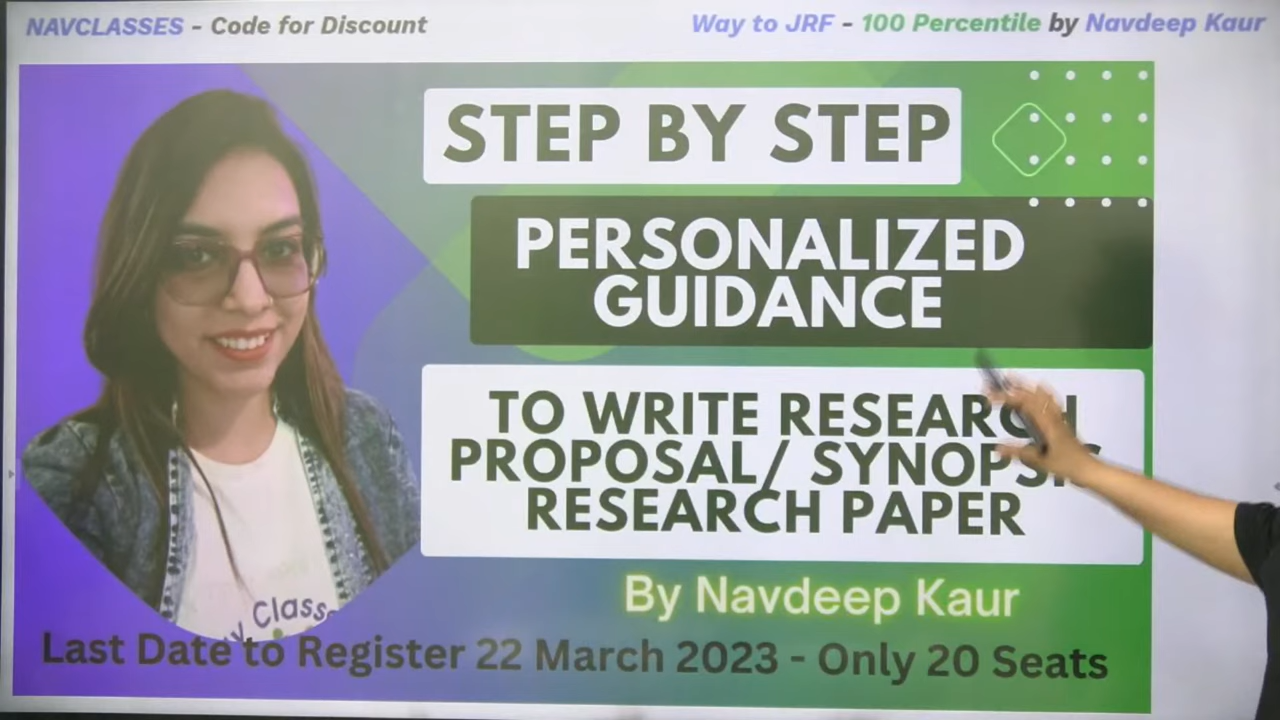 NAVCLASSES - Code for Discount
Way to JRF - 100 Percentile by Navdeep Kaur
STEP BY STEP
PERSONALIZED
GUIDANCE
TO WRITE RESEARCH
PROPOSAL/ SYNOPSIS
RESEARCH PAPER
By Navdeep Kaur
Class
Last Date to Register 22 March 2023 - Only 20 Seats